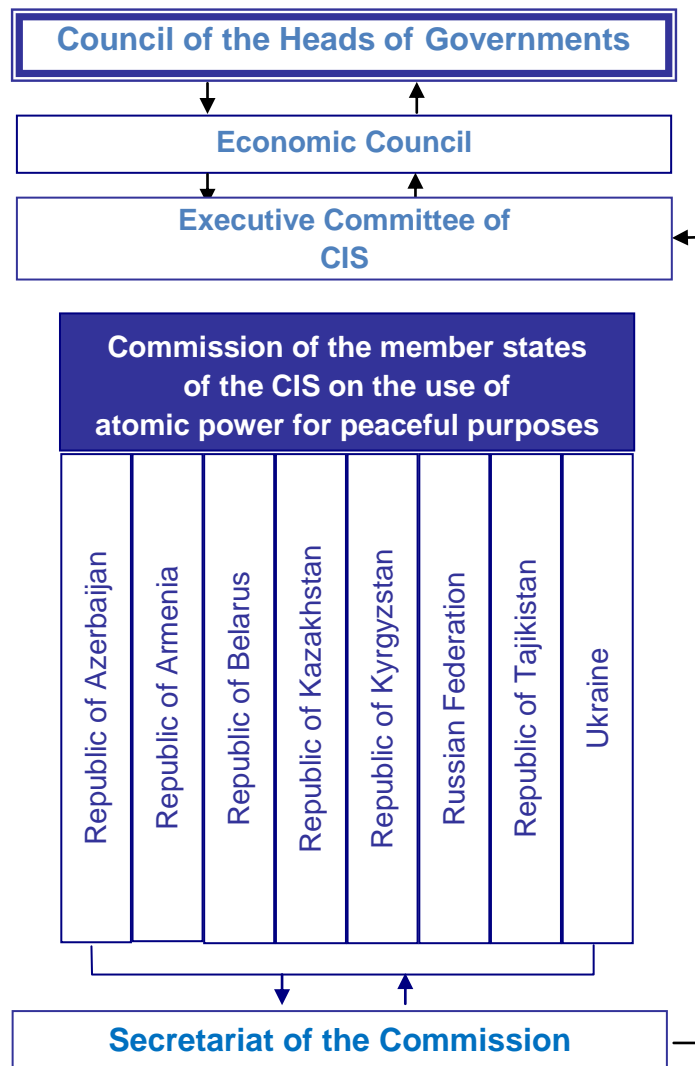 Council of the Heads of Governments
Economic Council
Executive Committee of
CIS
Commission of the member states
of the CIS on the use of
atomic power for peaceful purposes
Republic of Azerbaijan
Republic of Armenia
Republic of Belarus
Republic of Kazakhstan
Republic of Kyrgyzstan
Russian Federation
Republic of Tajikistan
Ukraine
Secretariat of the Commission